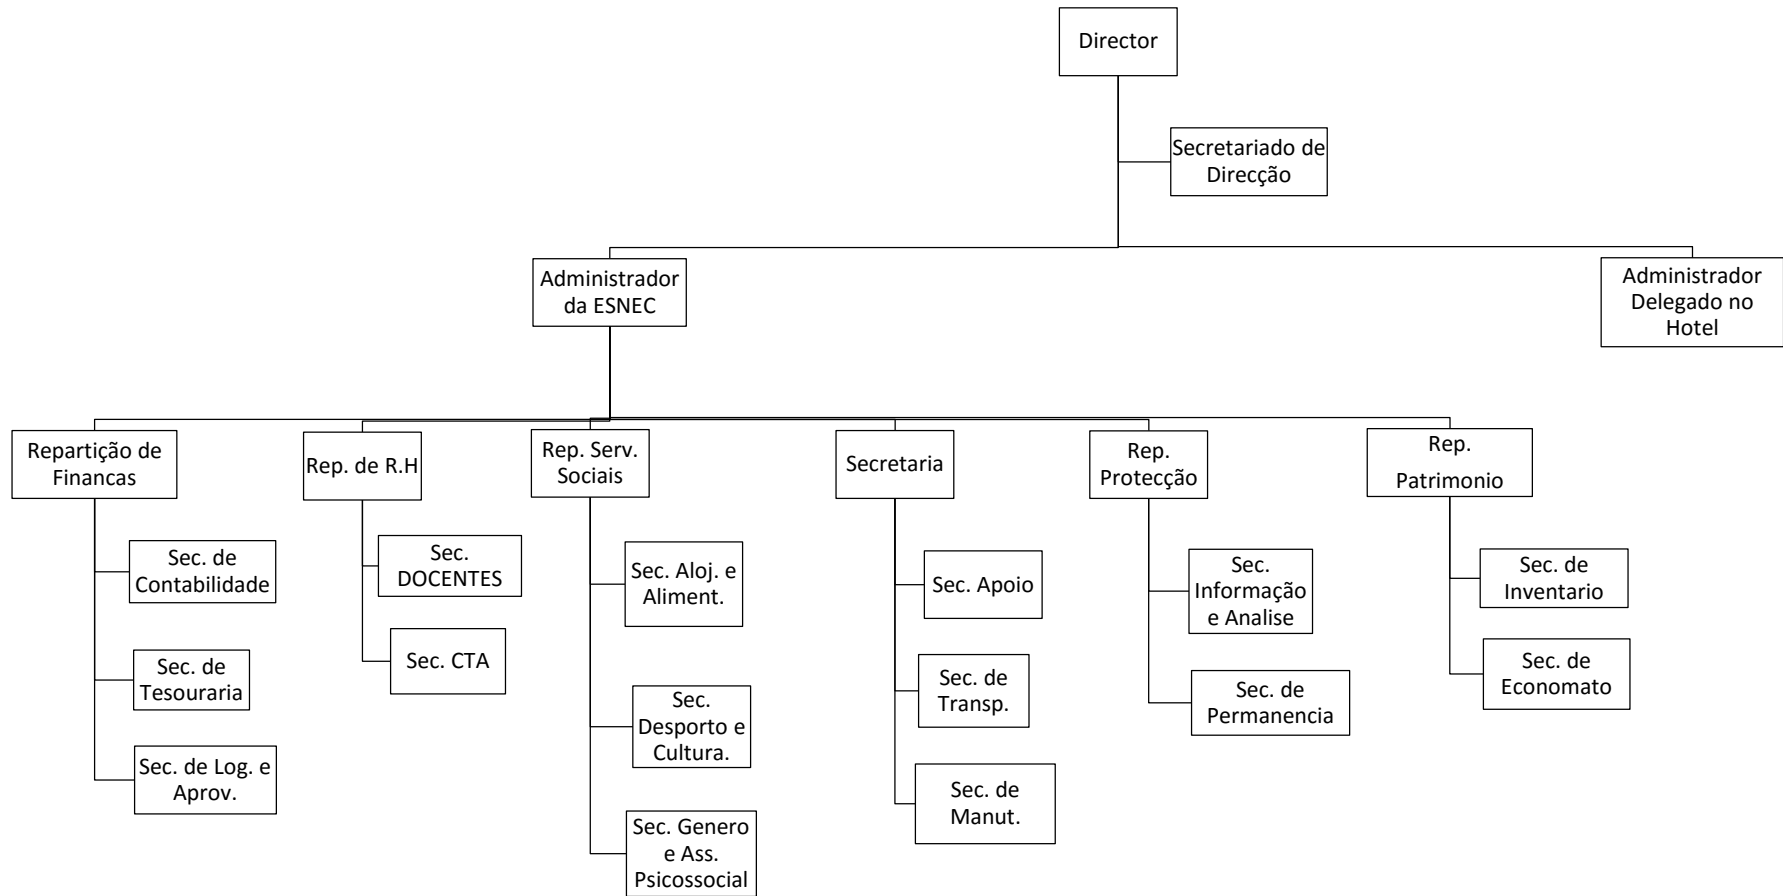 Director
Secretariado de
Direcção
Administrador
da ESNEC
Administrador
Delegado no
Hotel
Repartição de
Financas
Rep. de R.H
Rep. Serv.
Sociais
Secretaria
Rep.
Protecção
Rep.
Patrimonio
Sec. de
Contabilidade
Sec.
DOCENTES
Sec. Aloj. e
Aliment.
Sec. Apoio
Sec.
Informação
e Analise
Sec. de
Inventario
Sec. de
Tesouraria
Sec. CTA
Sec.
Desporto e
Cultura.
Sec. de
Transp.
Sec. de
Permanencia
Sec. de
Economato
Sec. de Log. e
Aprov.
Sec. Genero
e Ass.
Psicossocial
Sec. de
Manut.